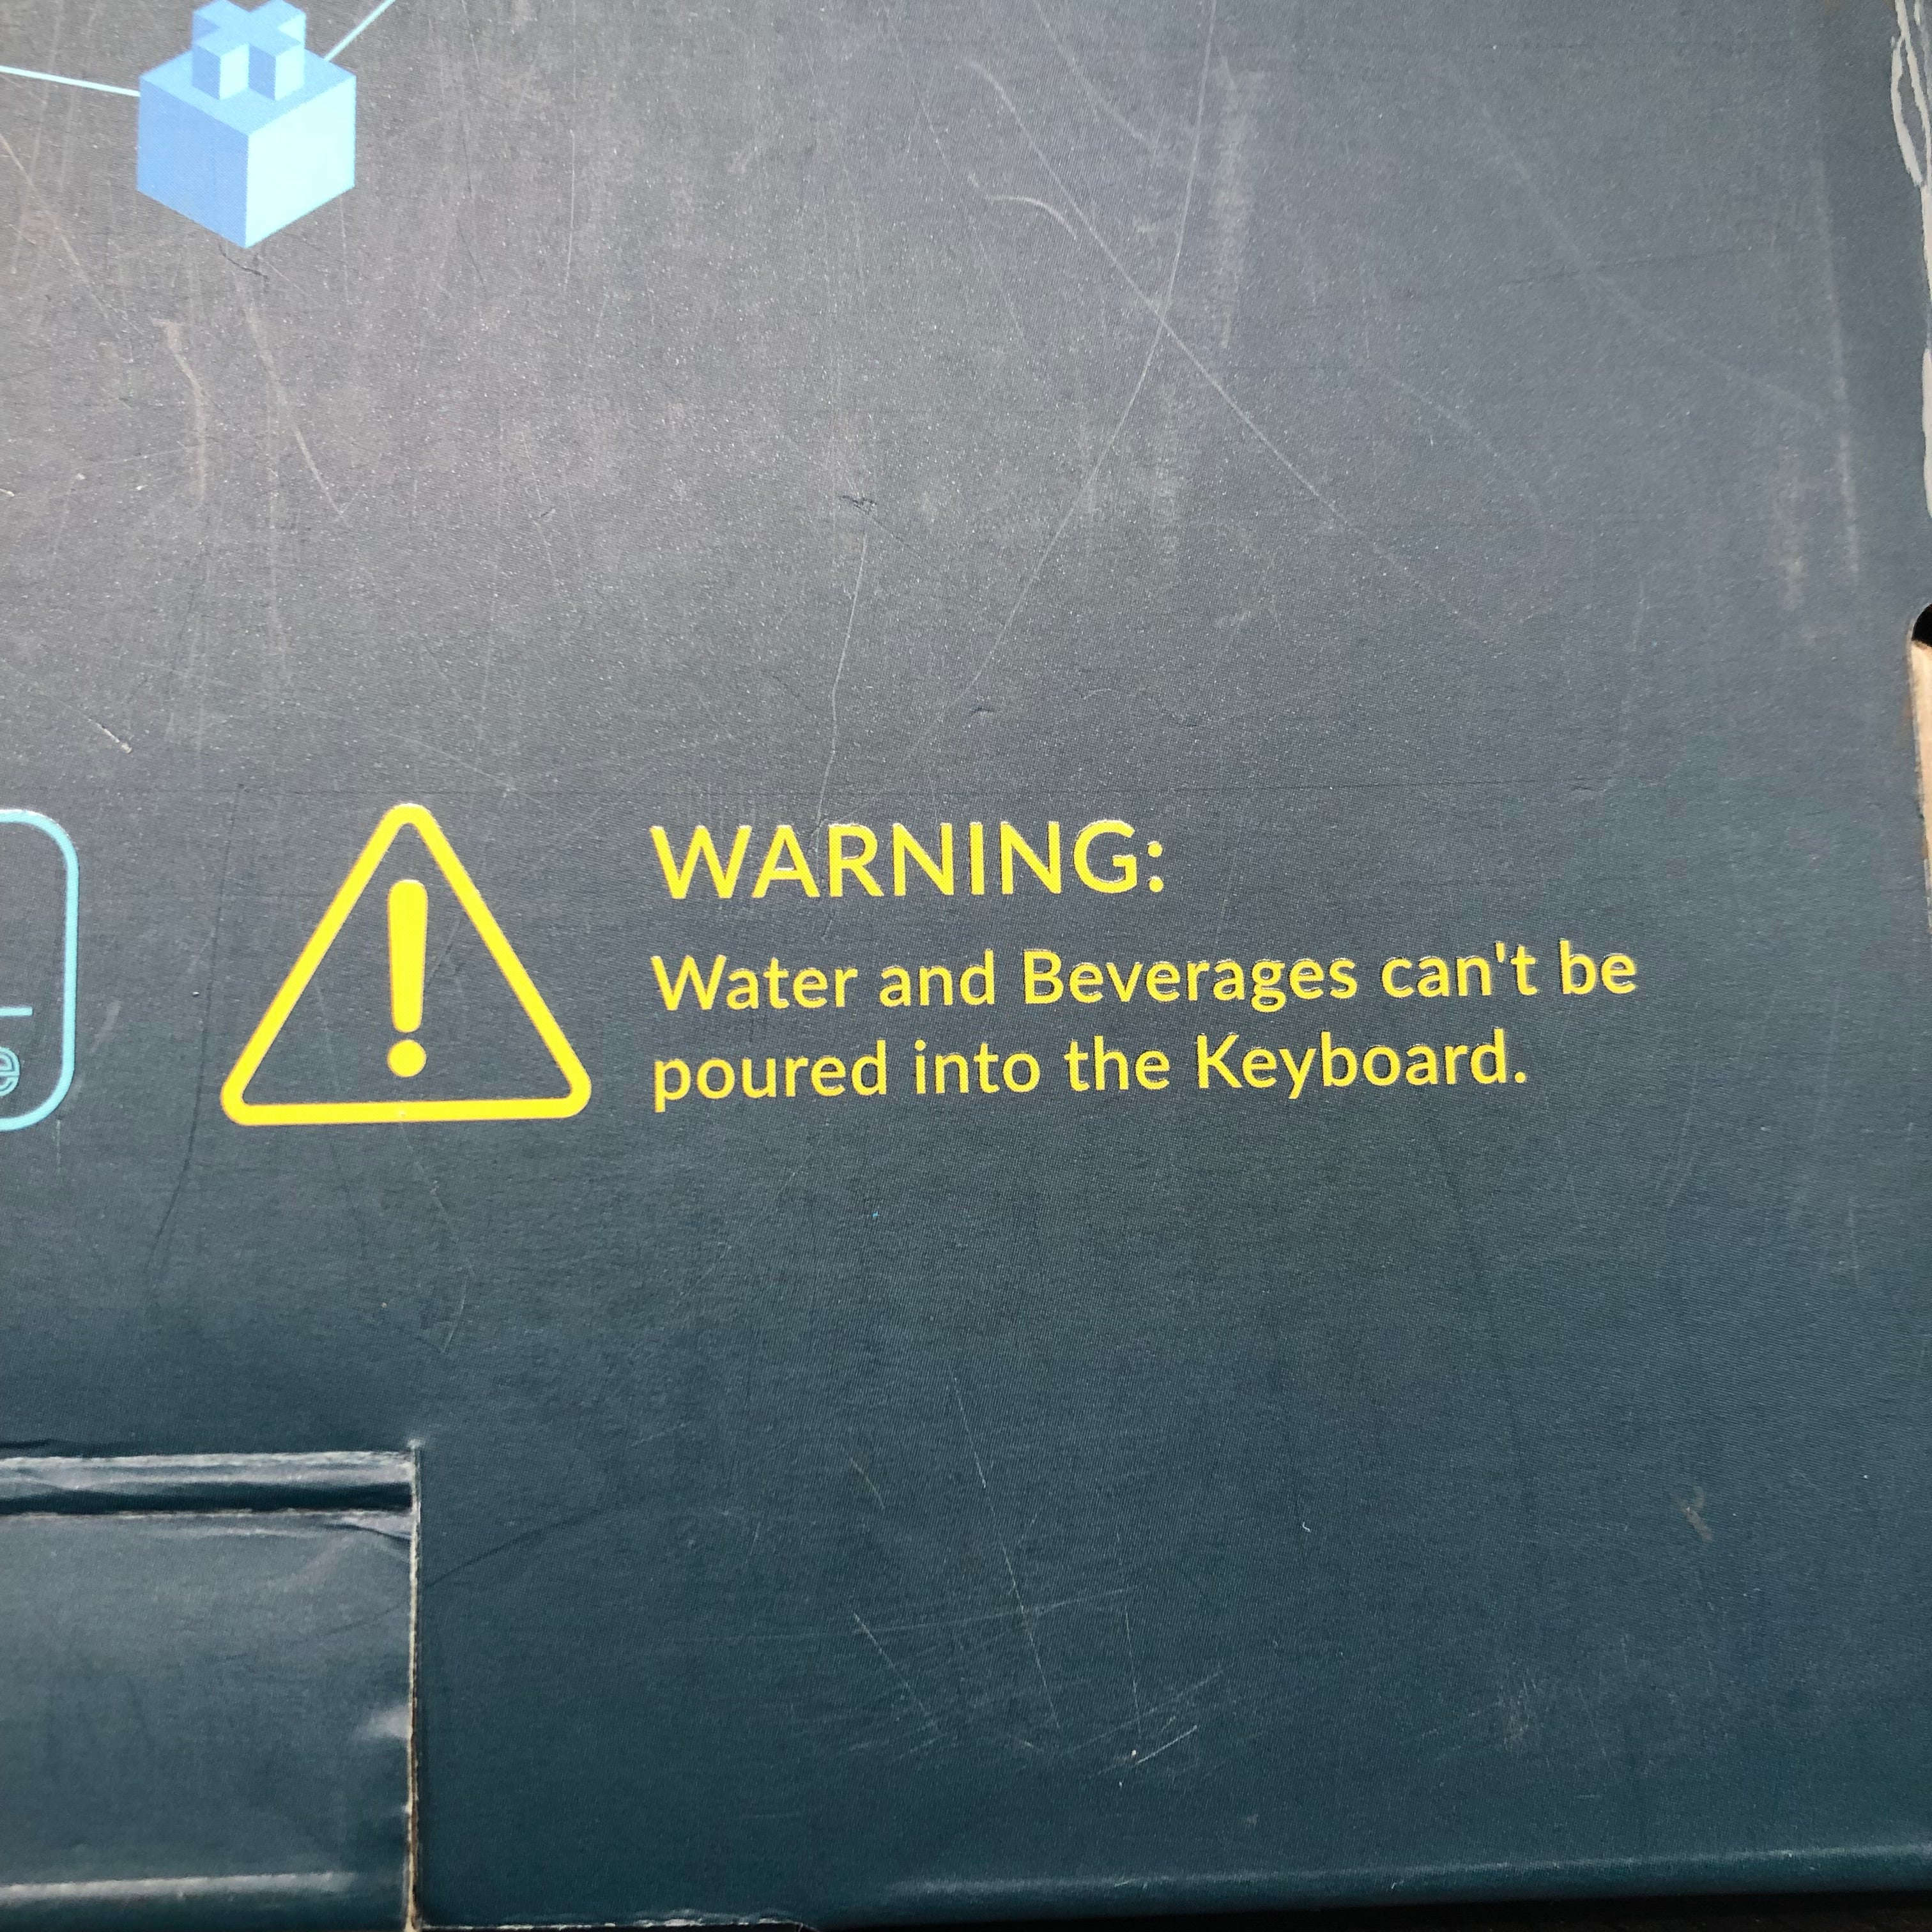 WARNING:
Water and Beverages can't be
poured into the Keyboard.